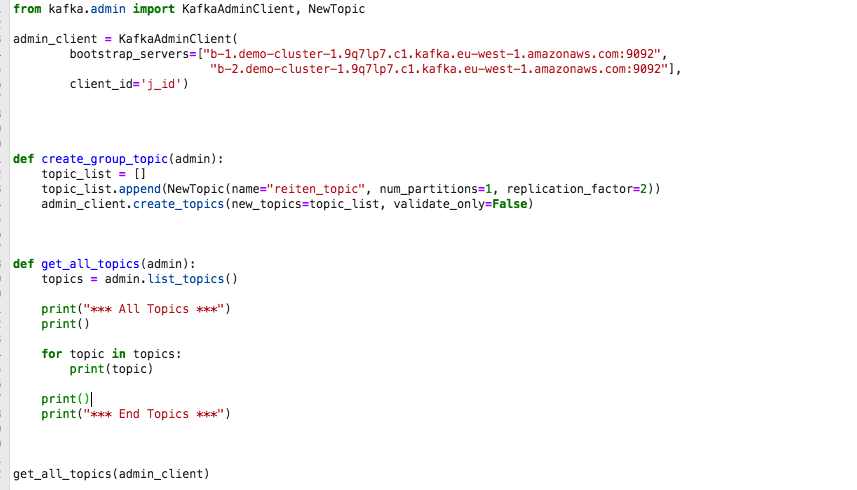 from kafka.admin import KafkaAdminClient, NewTopic
admin_client = KafkaAdminClient(
bootstrap_servers=["b-1.demo-cluster-1.9q7lp7.c1.kafka.eu-west-1.amazonaws.com:9092",
"b-2.demo-cluster-1.9q7lp7.c1.kafka.eu-west-1.amazonaws.com:9092"],
client_id='j_id')
def create_group_topic(admin):
topic_list = []
topic_list.append(NewTopic(name="reiten_topic", num_partitions=1, replication_factor=2))
admin_client.create_topics(new_topics=topic_list, validate_only=False)
def get_all_topics(admin):
topics = admin.list_topics()
print("*** All Topics ***")
print()
for topic in topics:
print(topic)
print()
print("*** End Topics ***")
get_all_topics(admin_client)